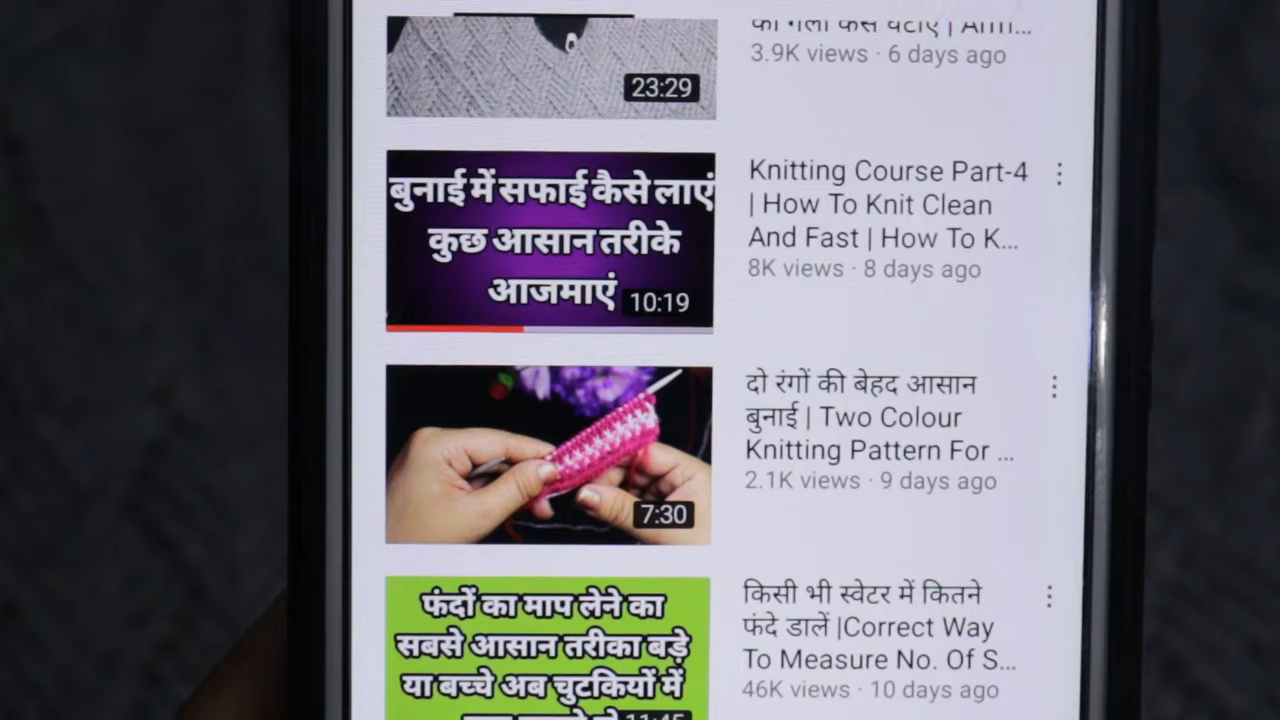 3.9K views · 6 days ago
23:29
बुनाई में सफाई कैसे लाएं
कुछ आसान तरीके
आजमाएं
10:19
Knitting Course Part-4
| How To Knit Clean
And Fast | How To K...
8K views · 8 days ago
7:30
दो रंगों की बेहद आसान
बुनाई | Two Colour
Knitting Pattern For ...
2.1K views · 9 days ago
फंदों का माप लेने का
सबसे आसान तरीका बड़े
या बच्चे अब चुटकियों में
11:45
किसी भी स्वेटर में कितने
फंदे डालें |Correct Way
To Measure No. Of S...
46K views · 10 days ago